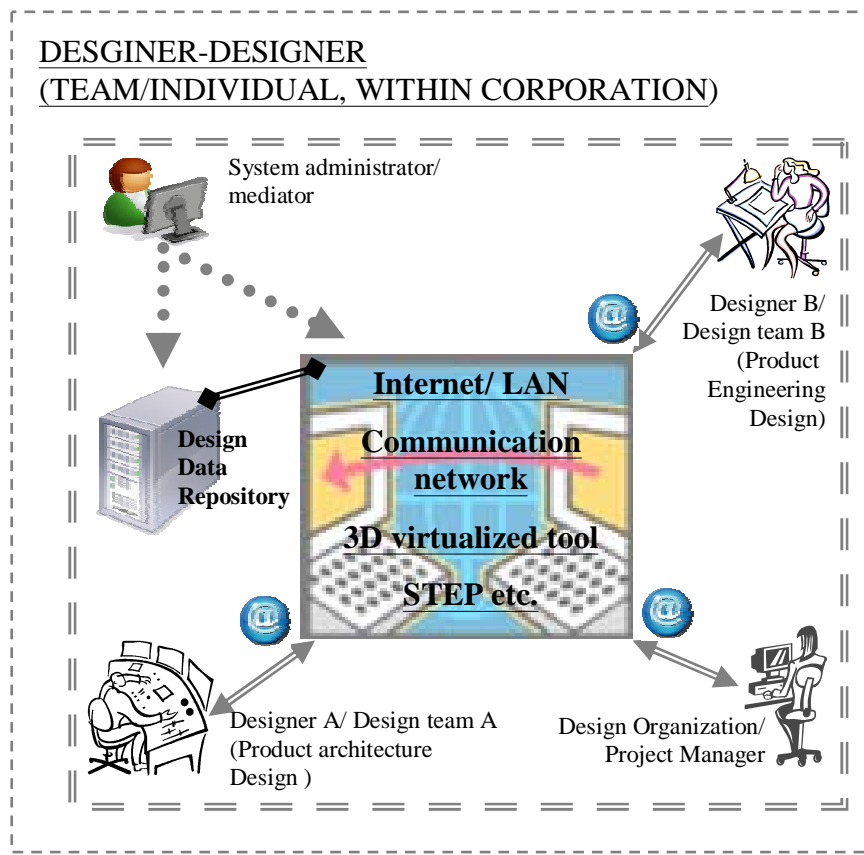 DESGINER-DESIGNER
(TEAM/INDIVIDUAL, WITHIN CORPORATION)
System administrator/
mediator
Designer B/
Design team B
(Product
Engineering
Design)
Internet/ LAN
Communication
network
3D virtualized tool
STEP etc.
Design
Data
Repository
@
@
@
Designer A/ Design team A
(Product architecture
Design )
Design Organization/
Project Manager